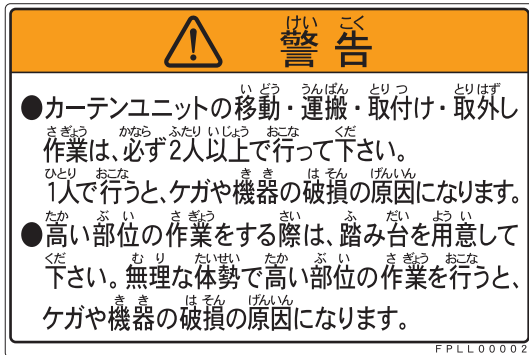 警告
●カーテンユニットの移動・運搬・取付け・取外し
作業は、必ず2人以上で行って下さい。
1人で行うと、ケガや機器の破損の原因になります。
●高い部位の作業をする際は、踏み台を用意して
下さい。無理な体勢で高い部位の作業を行うと、
ケガや機器の破損の原因になります。
FPLL00002